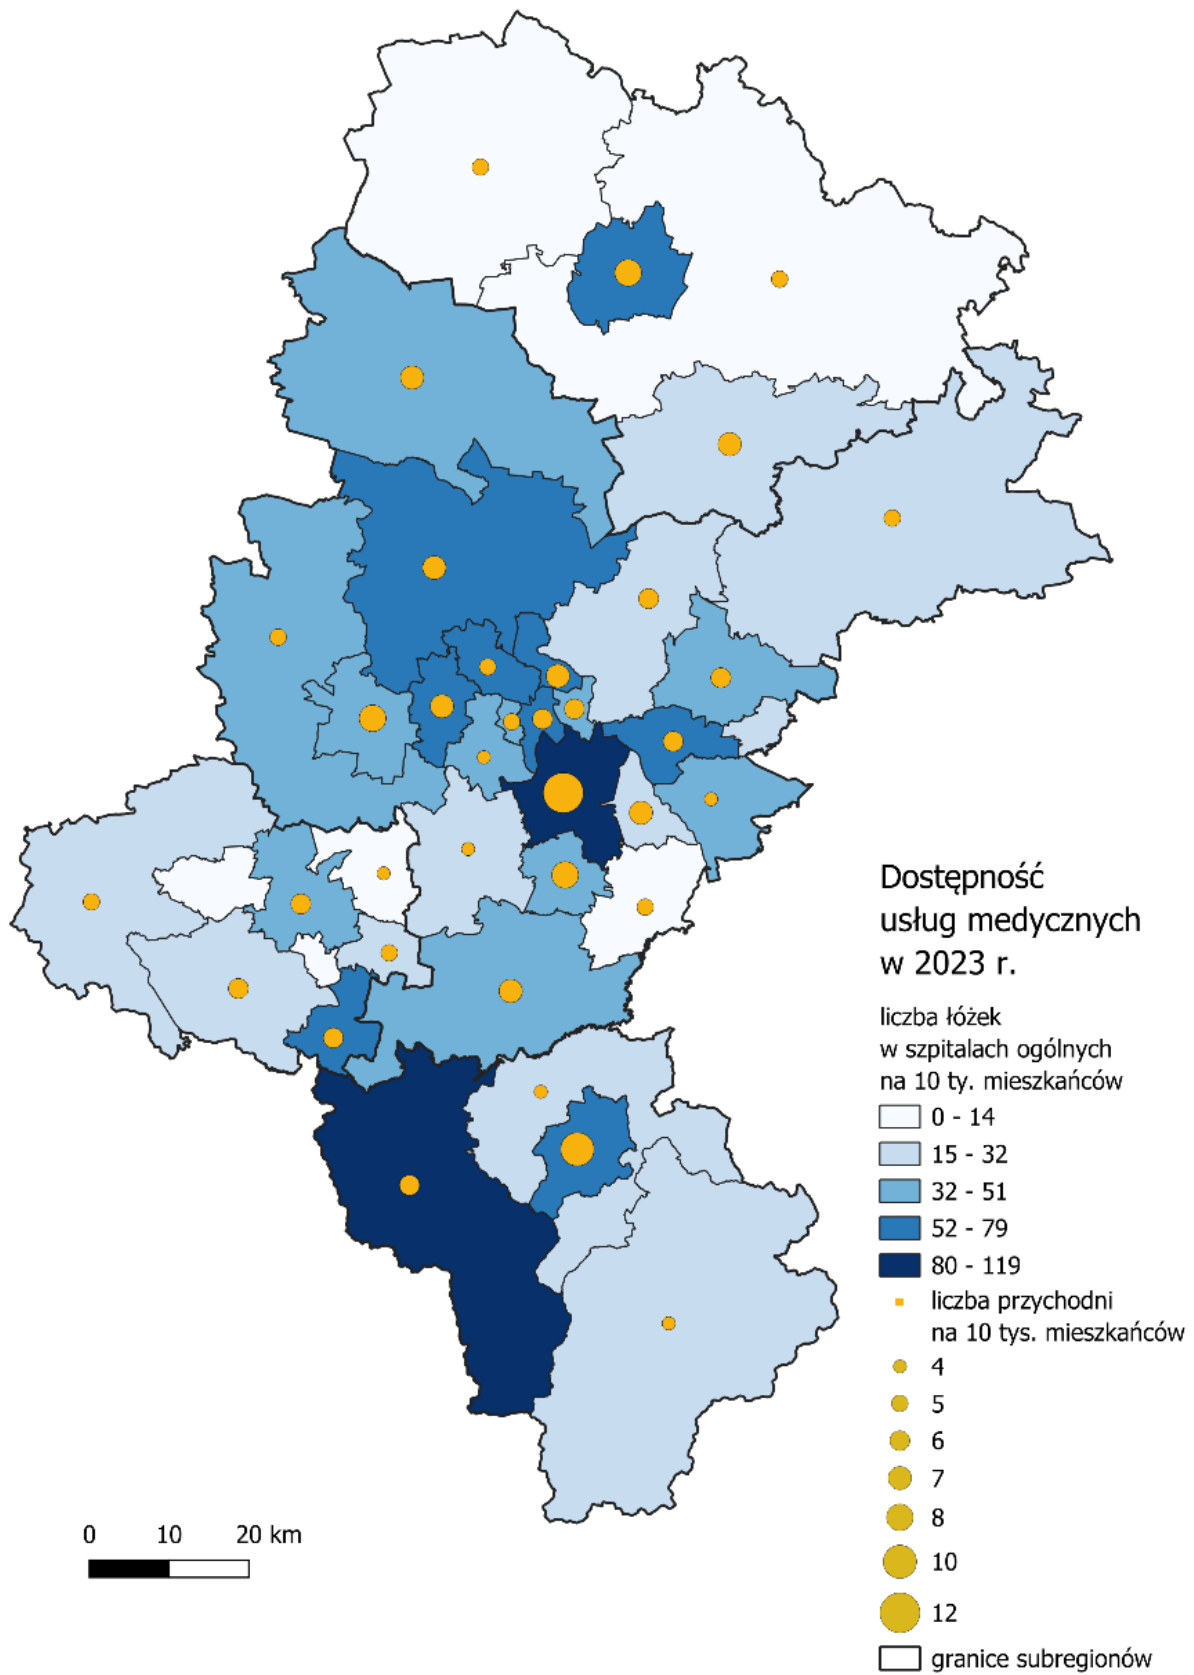 Dostępność
usług medycznych
w 2023 r.
liczba łóżek
w szpitalach ogólnych
na 10 ty. mieszkańców
0 - 14
15 - 32
32 - 51
52 - 79
80 - 119
liczba przychodni
na 10 tys. mieszkańców
4
5
6
7
8
10
12
granice subregionów
0 10 20 km